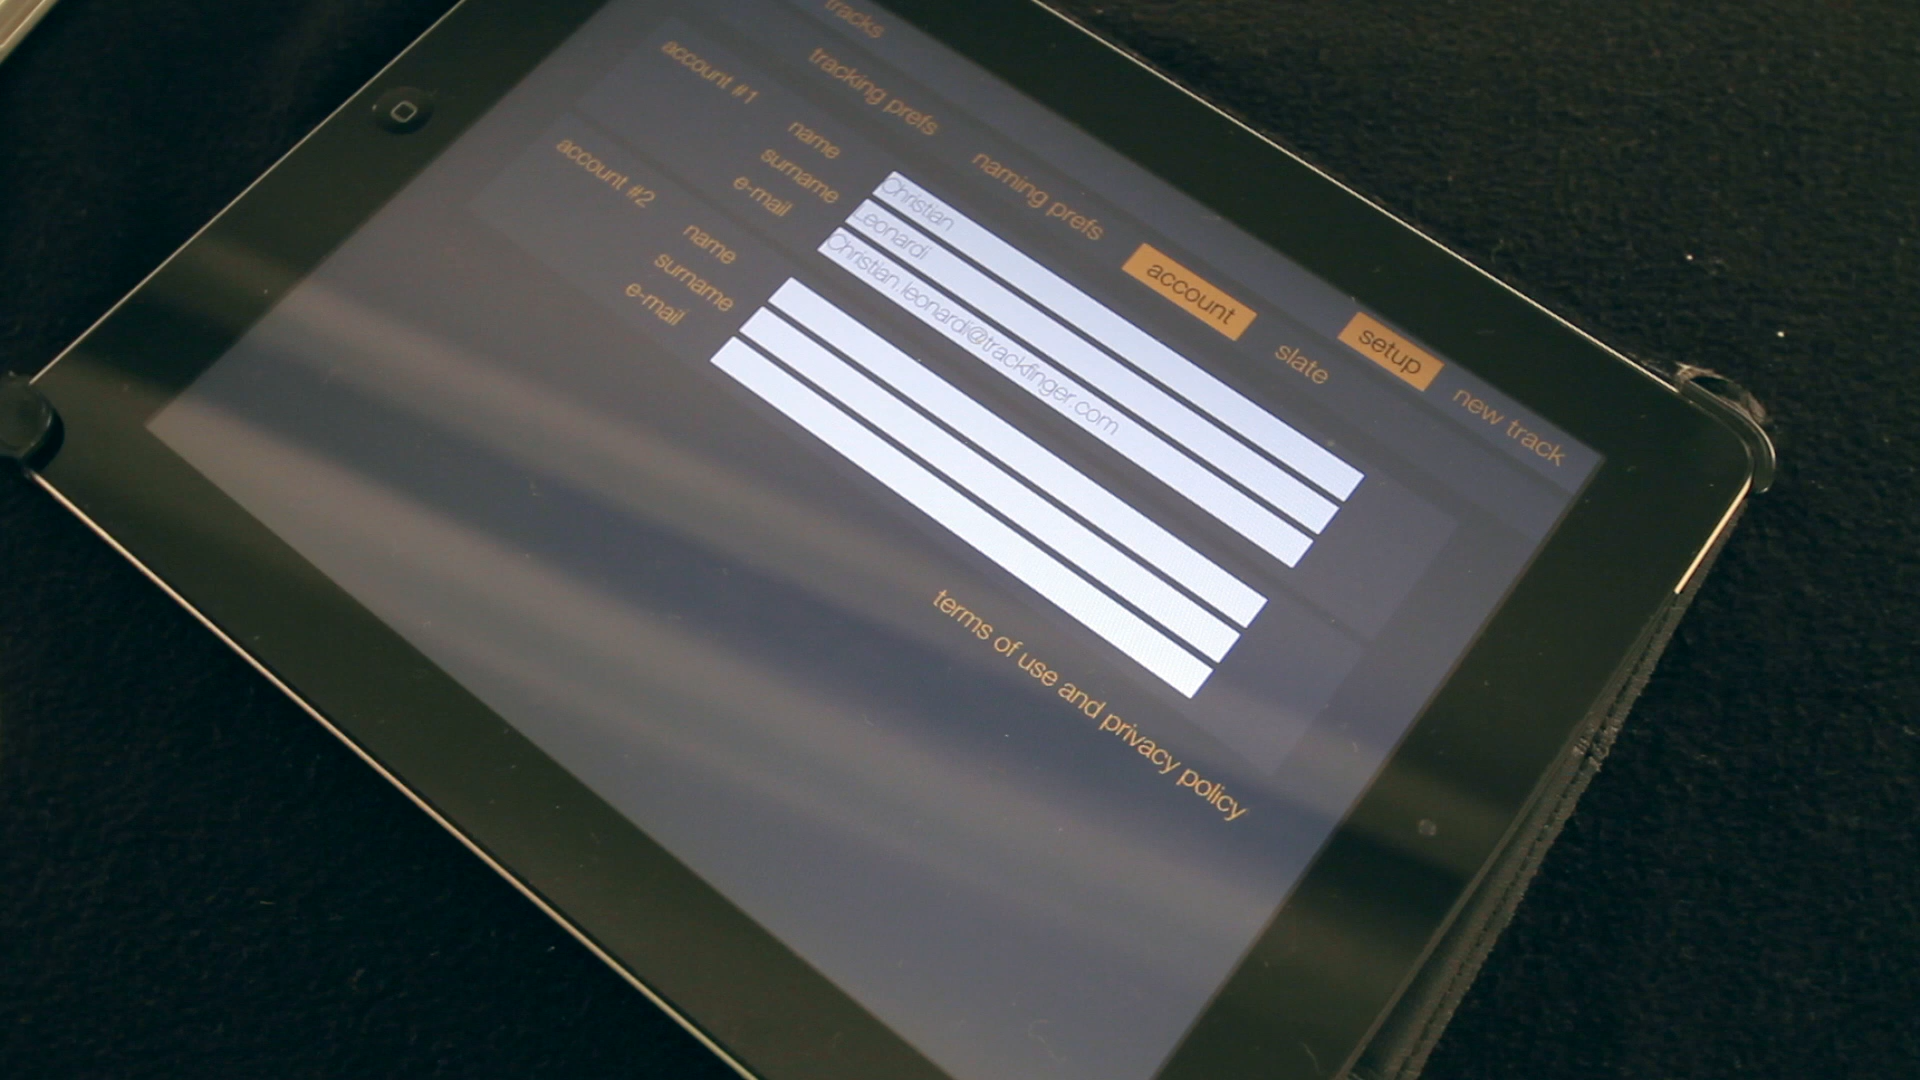 new track
setup
tracks
slate
account
naming prefs
tracking prefs
account #1
name Christian
surname Leonardi
e-mail Christian.leonardi@trackfinger.com
account #2
name
surname
e-mail
terms of use and privacy policy